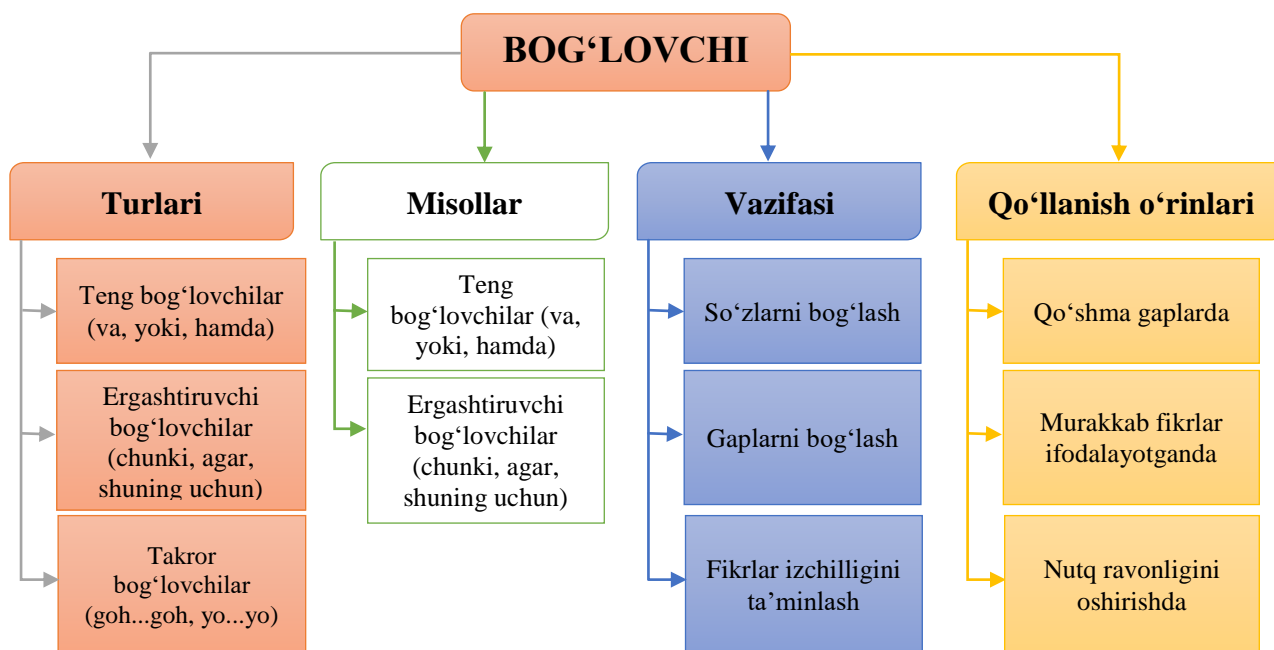 BOG‘LOVCHI
Turlari
Teng bog‘lovchilar
(va, yoki, hamda)
Ergashtiruvchi
bog‘lovchilar
(chunki, agar,
shuning uchun)
Takror
bog‘lovchilar
(goh...goh, yo...yo)
Misollar
Teng
bog‘lovchilar (va,
yoki, hamda)
Ergashtiruvchi
bog‘lovchilar
(chunki, agar,
shuning uchun)
Vazifasi
So‘zlarni bog‘lash
Gaplarni bog‘lash
Fikrlar izchilligini
ta’minlash
Qo‘llanish o‘rinlari
Qo‘shma gaplarda
Murakkab fikrlar
ifodalayotganda
Nutq ravonligini
oshirishda